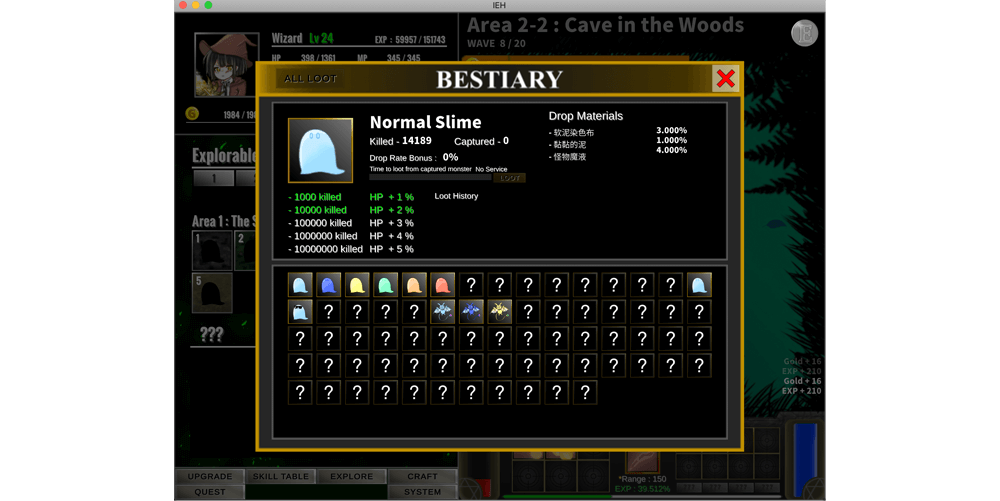 IEH
Area 2-2 : Cave in the Woods
WAVE 8 / 20
Wizard Lv 24
EXP : 59957 / 151743
HP 398 / 1361 MP 345 / 345
1984 /
Explorable
1
Area 1 : The
1 2
5
???
ALL LOOT
BESTIARY
Normal Slime
Killed - 14189 Captured - 0
Drop Rate Bonus : 0%
Time to loot from captured monster No Service
LOOT
- 1000 killed HP + 1 %
- 10000 killed HP + 2 %
- 100000 killed HP + 3 %
- 1000000 killed HP + 4 %
- 10000000 killed HP + 5 %
Loot History
Drop Materials
- 软泥染色布 3.000%
- 黏黏的泥 1.000%
- 怪物魔液 4.000%
? ? ? ? ? ? ? ?
? ? ? ? ? ? ? ? ? ? ?
? ? ? ? ? ? ? ? ? ? ? ? ? ? ?
? ? ? ? ? ? ? ? ? ? ? ? ? ? ?
? ? ? ? ? ? ? ? ? ? ?
Gold + 16
EXP + 210
Gold + 16
EXP + 210
UPGRADE SKILL TABLE EXPLORE CRAFT
QUEST SYSTEM
*Range : 150
EXP : 39.512%